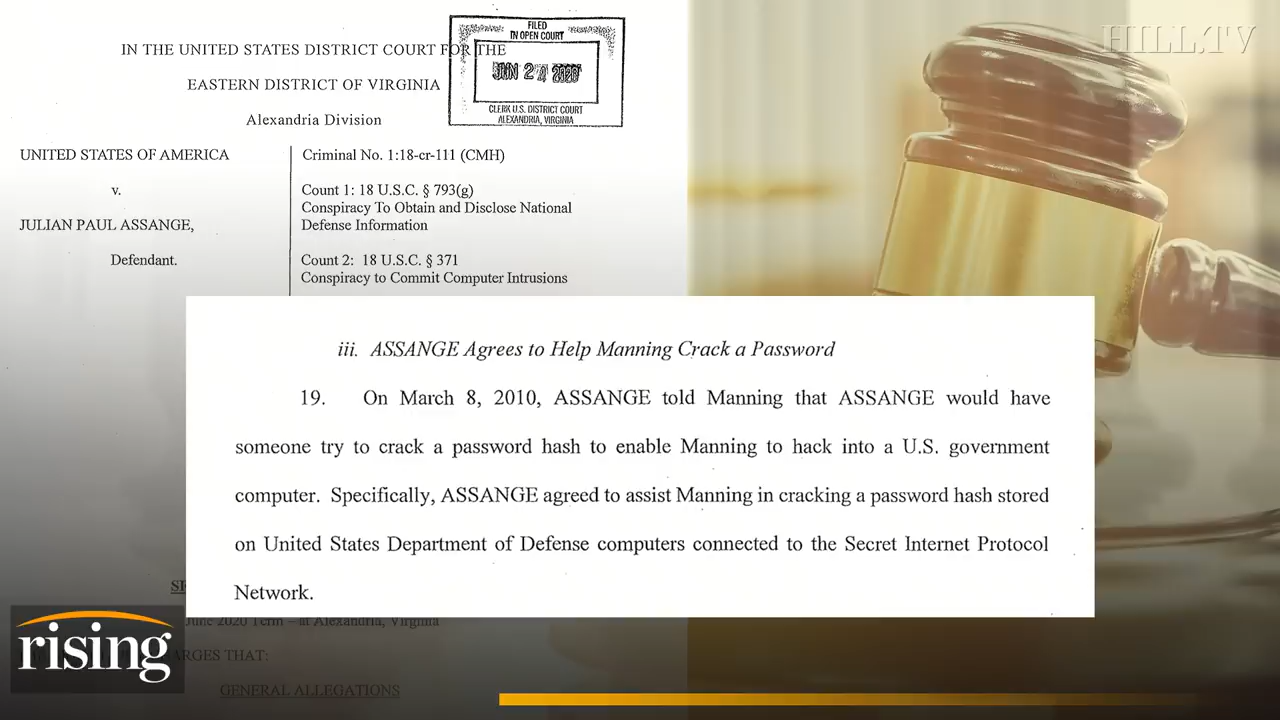 HILL.TV
FILED
IN OPEN COURT
JUN 24 2020
CLERK U.S. DISTRICT COURT
ALEXANDRIA, VIRGINIA
IN THE UNITED STATES DISTRICT COURT FOR THE
EASTERN DISTRICT OF VIRGINIA
Alexandria Division
UNITED STATES OF AMERICA
v.
JULIAN PAUL ASSANGE,
Defendant.
Criminal No. 1:18-cr-111 (CMH)
Count 1: 18 U.S.C. § 793(g)
Conspiracy To Obtain and Disclose National
Defense Information
Count 2: 18 U.S.C. § 371
Conspiracy to Commit Computer Intrusions
iii. ASSANGE Agrees to Help Manning Crack a Password
19. On March 8, 2010, ASSANGE told Manning that ASSANGE would have
someone try to crack a password hash to enable Manning to hack into a U.S. government
computer. Specifically, ASSANGE agreed to assist Manning in cracking a password hash stored
on United States Department of Defense computers connected to the Secret Internet Protocol
Network.
June 2020 Term – at Alexandria, Virginia
THAT:
GENERAL ALLEGATIONS
rising